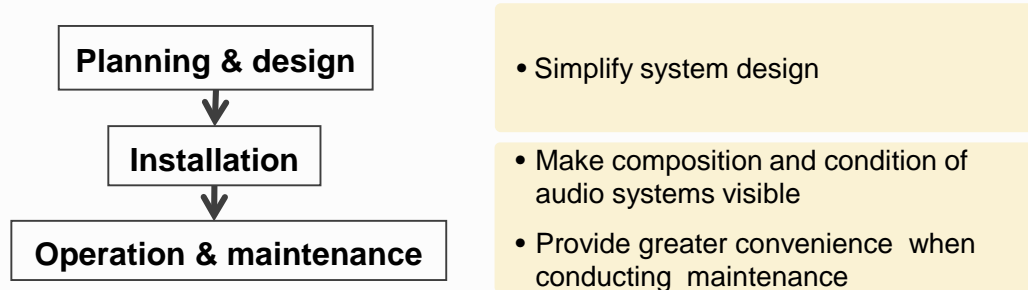 Planning & design
• Simplify system design
Installation
• Make composition and condition of
audio systems visible
Operation & maintenance
• Provide greater convenience when
conducting maintenance